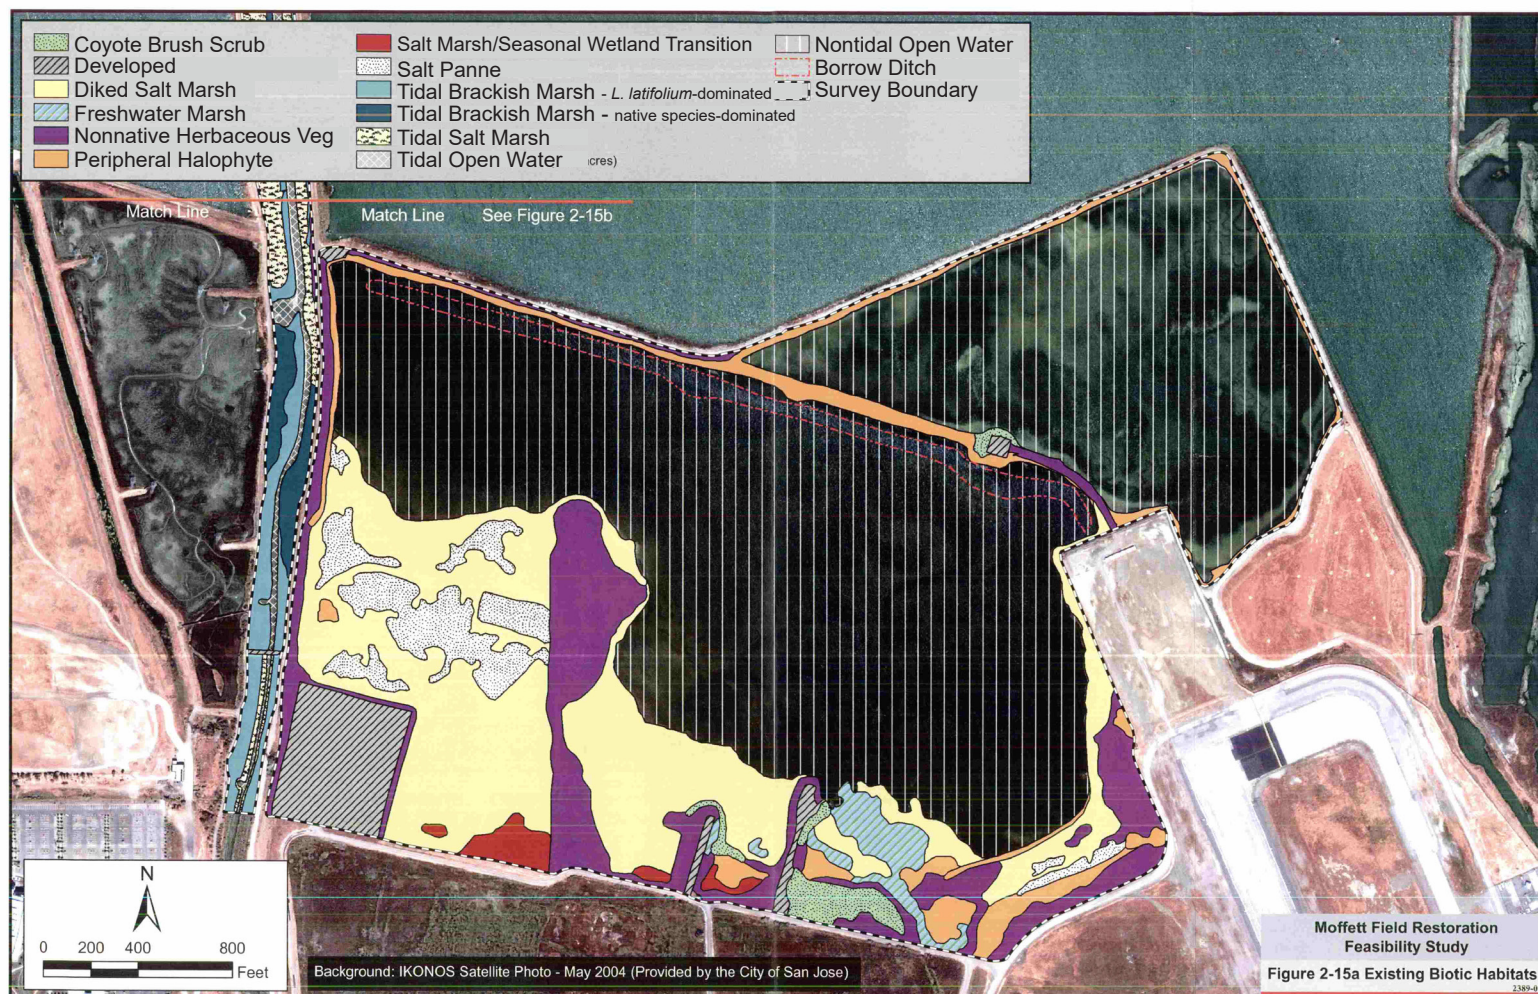 Coyote Brush Scrub
Developed
Diked Salt Marsh
Freshwater Marsh
Nonnative Herbaceous Veg
Peripheral Halophyte
Salt Marsh/Seasonal Wetland Transition
Salt Panne
Tidal Brackish Marsh - L. latifolium-dominated
Tidal Brackish Marsh - native species-dominated
Tidal Salt Marsh
Tidal Open Water cres)
Nontidal Open Water
Borrow Ditch
Survey Boundary
Match Line
Match Line See Figure 2-15b
N
0 200 400 800
Feet
Background: IKONOS Satellite Photo - May 2004 (Provided by the City of San Jose)
Moffett Field Restoration
Feasibility Study
Figure 2-15a Existing Biotic Habitats